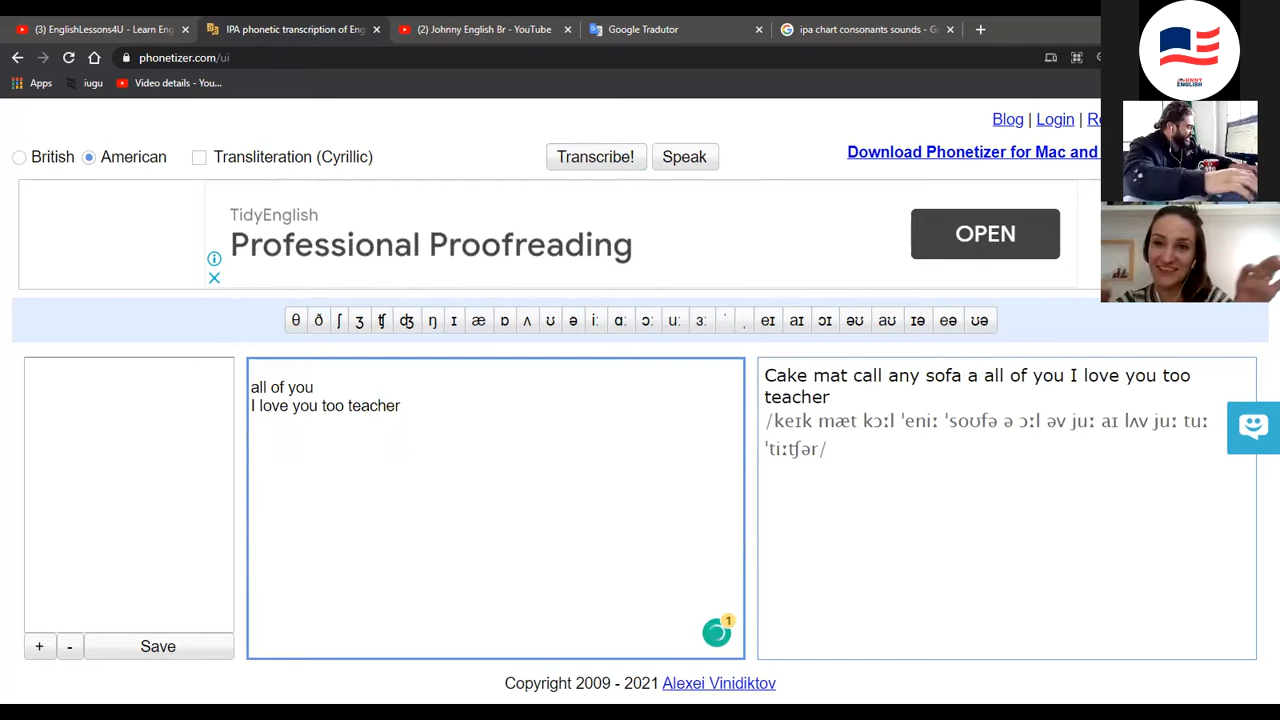 (3) EnglishLessons4U - Learn Eng
IPA phonetic transcription of Eng
(2) Johnny English Br - YouTube
Google Tradutor
ipa chart consonants sounds - G
phonetizer.com/ui
Apps
iugu
Video details - You...
JOHNNY
ENGLISH
Blog | Login |
British
American
Transliteration (Cyrillic)
Transcribe!
Speak
Download Phonetizer for Mac and
TidyEnglish
Professional Proofreading
OPEN
θ ð ʃ ʒ ʧ ʤ ŋ ɪ æ ɒ ʌ ʊ ə iː ɑː ɔː uː ɜː ˈ ˌ eɪ aɪ ɔɪ əʊ aʊ ɪə eə ʊə
all of you
I love you too teacher
Cake mat call any sofa a all of you I love you too
teacher
/keɪk mæt kɔːl ˈeniː ˈsoʊfə ə ɔːl əv juː aɪ lʌv juː tuː
ˈtiːʧər/
1
+ - Save
Copyright 2009 - 2021 Alexei Vinidiktov